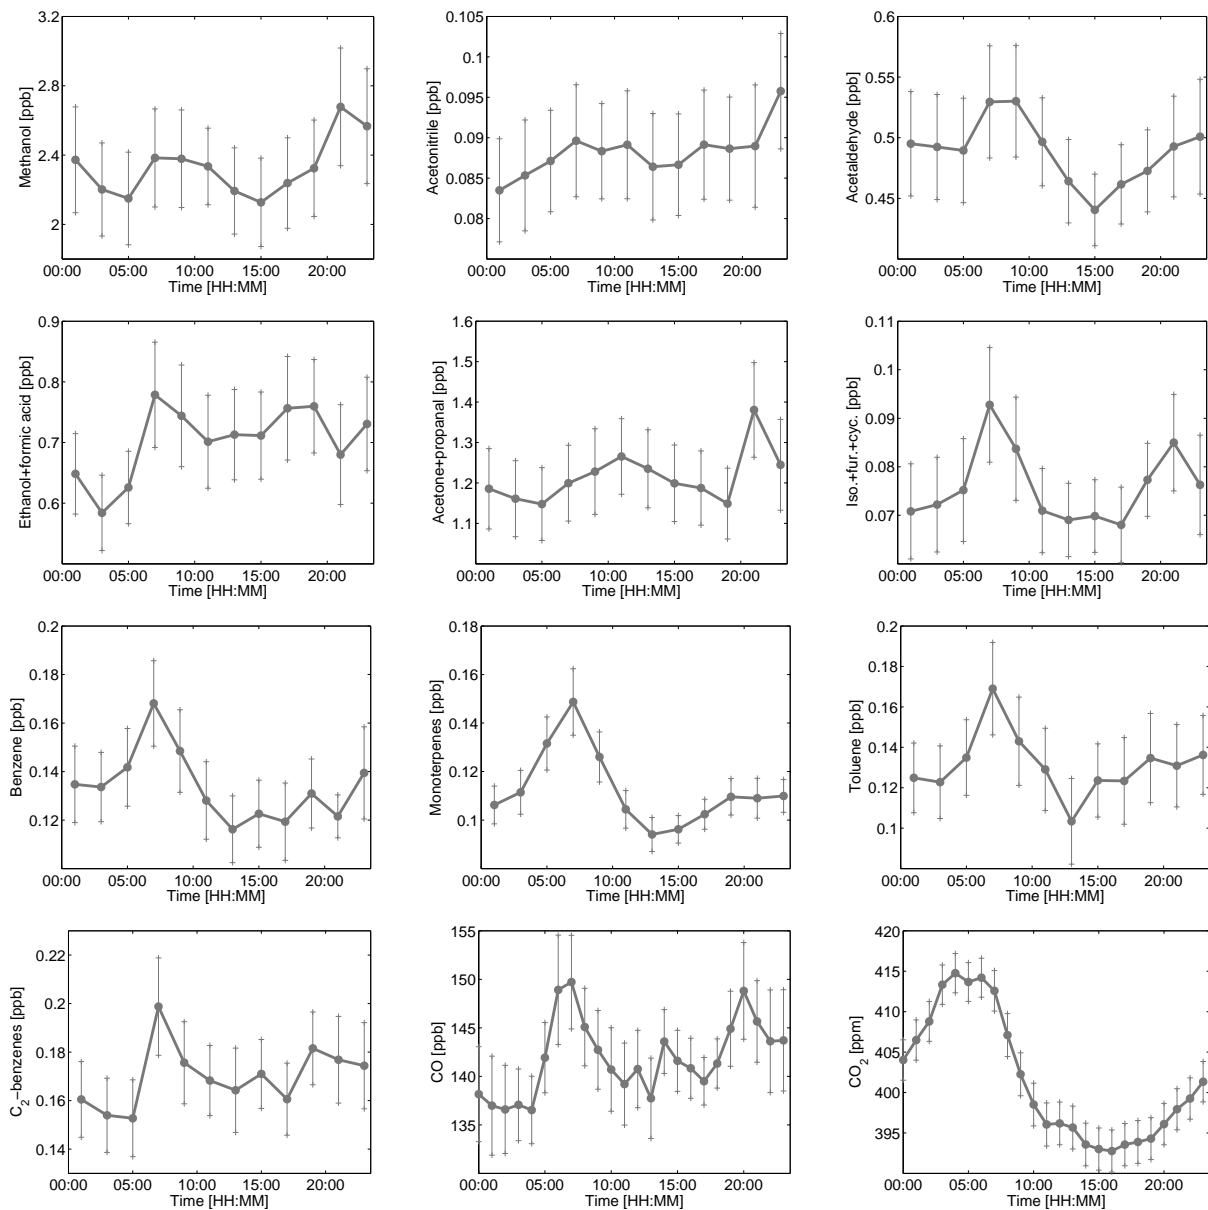 3.2
2.8
2.4
2
Methanol [ppb]
00:00 05:00 10:00 15:00 20:00
Time [HH:MM]
0.105
0.1
0.095
0.09
0.085
0.08
Acetonitrile [ppb]
00:00 05:00 10:00 15:00 20:00
Time [HH:MM]
0.6
0.55
0.5
0.45
Acetaldehyde [ppb]
00:00 05:00 10:00 15:00 20:00
Time [HH:MM]
0.9
0.8
0.7
0.6
Ethanol+formic acid [ppb]
00:00 05:00 10:00 15:00 20:00
Time [HH:MM]
1.6
1.5
1.4
1.3
1.2
1.1
Acetone+propanal [ppb]
00:00 05:00 10:00 15:00 20:00
Time [HH:MM]
0.11
0.1
0.09
0.08
0.07
Iso.+fur.+cyc. [ppb]
00:00 05:00 10:00 15:00 20:00
Time [HH:MM]
0.2
0.18
0.16
0.14
0.12
Benzene [ppb]
00:00 05:00 10:00 15:00 20:00
Time [HH:MM]
0.18
0.16
0.14
0.12
0.1
Monoterpenes [ppb]
00:00 05:00 10:00 15:00 20:00
Time [HH:MM]
0.2
0.18
0.16
0.14
0.12
0.1
Toluene [ppb]
00:00 05:00 10:00 15:00 20:00
Time [HH:MM]
0.22
0.2
0.18
0.16
0.14
C₂−benzenes [ppb]
00:00 05:00 10:00 15:00 20:00
Time [HH:MM]
155
150
145
140
135
CO [ppb]
00:00 05:00 10:00 15:00 20:00
Time [HH:MM]
420
415
410
405
400
395
CO₂ [ppm]
00:00 05:00 10:00 15:00 20:00
Time [HH:MM]